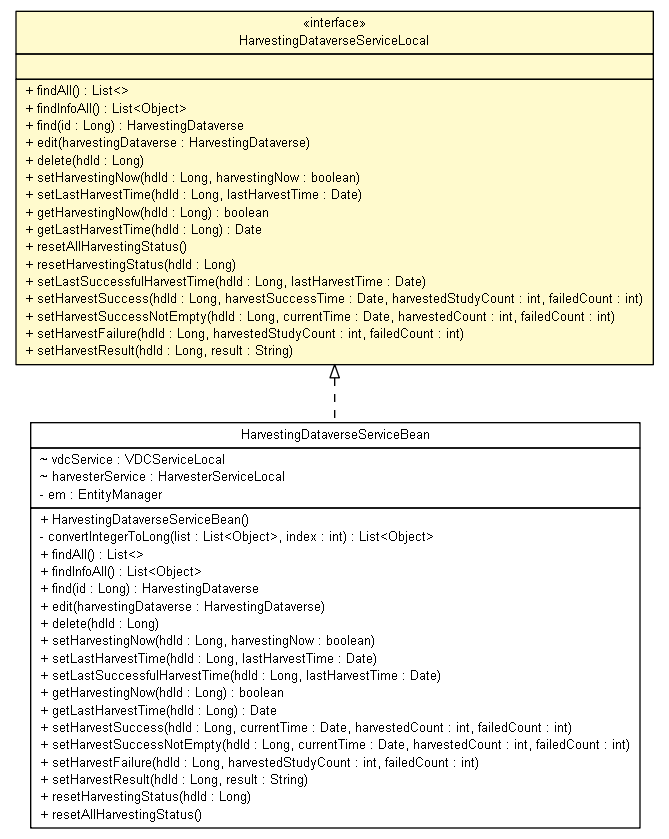 «interface»
HarvestingDataverseServiceLocal
+ findAll() : List<>
+ findInfoAll() : List<Object>
+ find(id : Long) : HarvestingDataverse
+ edit(harvestingDataverse : HarvestingDataverse)
+ delete(hdId : Long)
+ setHarvestingNow(hdId : Long, harvestingNow : boolean)
+ setLastHarvestTime(hdId : Long, lastHarvestTime : Date)
+ getHarvestingNow(hdId : Long) : boolean
+ getLastHarvestTime(hdId : Long) : Date
+ resetAllHarvestingStatus()
+ resetHarvestingStatus(hdId : Long)
+ setLastSuccessfulHarvestTime(hdId : Long, lastHarvestTime : Date)
+ setHarvestSuccess(hdId : Long, harvestSuccessTime : Date, harvestedStudyCount : int, failedCount : int)
+ setHarvestSuccessNotEmpty(hdId : Long, currentTime : Date, harvestedCount : int, failedCount : int)
+ setHarvestFailure(hdId : Long, harvestedStudyCount : int, failedCount : int)
+ setHarvestResult(hdId : Long, result : String)
HarvestingDataverseServiceBean
~ vdcService : VDCServiceLocal
~ harvesterService : HarvesterServiceLocal
- em : EntityManager
+ HarvestingDataverseServiceBean()
- convertIntegerToLong(list : List<Object>, index : int) : List<Object>
+ findAll() : List<>
+ findInfoAll() : List<Object>
+ find(id : Long) : HarvestingDataverse
+ edit(harvestingDataverse : HarvestingDataverse)
+ delete(hdId : Long)
+ setHarvestingNow(hdId : Long, harvestingNow : boolean)
+ setLastHarvestTime(hdId : Long, lastHarvestTime : Date)
+ setLastSuccessfulHarvestTime(hdId : Long, lastHarvestTime : Date)
+ getHarvestingNow(hdId : Long) : boolean
+ getLastHarvestTime(hdId : Long) : Date
+ setHarvestSuccess(hdId : Long, currentTime : Date, harvestedCount : int, failedCount : int)
+ setHarvestSuccessNotEmpty(hdId : Long, currentTime : Date, harvestedCount : int, failedCount : int)
+ setHarvestFailure(hdId : Long, harvestedStudyCount : int, failedCount : int)
+ setHarvestResult(hdId : Long, result : String)
+ resetHarvestingStatus(hdId : Long)
+ resetAllHarvestingStatus()